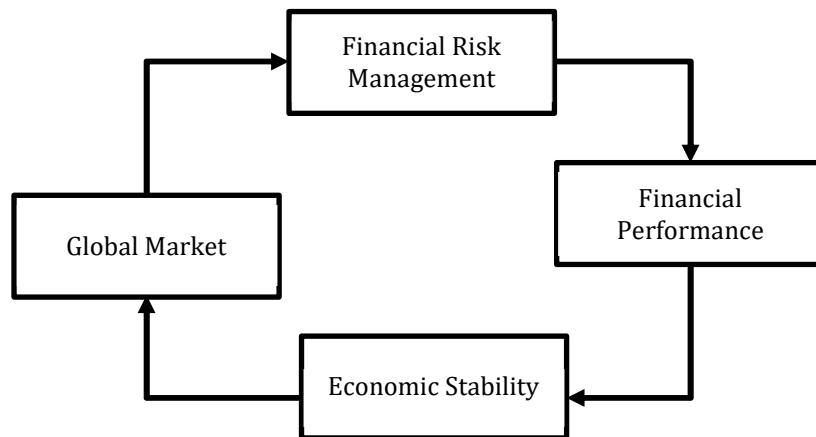 Financial Risk
Management
Financial
Performance
Global Market
Economic Stability